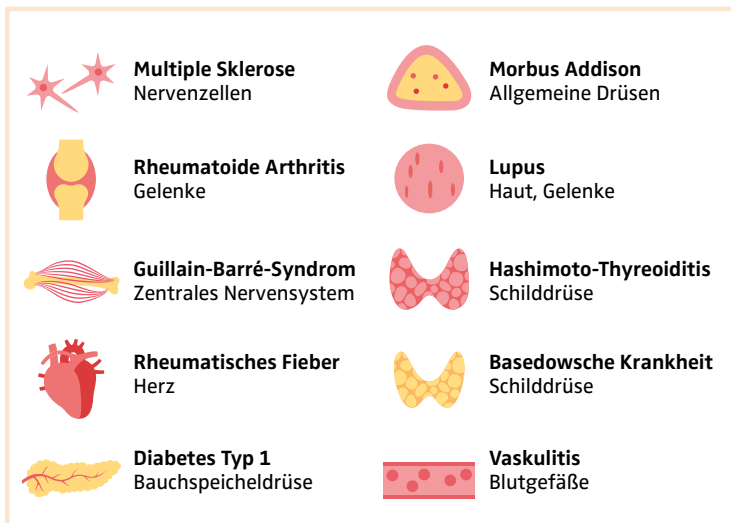 Multiple Sklerose
Nervenzellen
Rheumatoide Arthritis
Gelenke
Guillain-Barré-Syndrom
Zentrales Nervensystem
Rheumatisches Fieber
Herz
Diabetes Typ 1
Bauchspeicheldrüse
Morbus Addison
Allgemeine Drüsen
Lupus
Haut, Gelenke
Hashimoto-Thyreoiditis
Schilddrüse
Basedowsche Krankheit
Schilddrüse
Vaskulitis
Blutgefäße